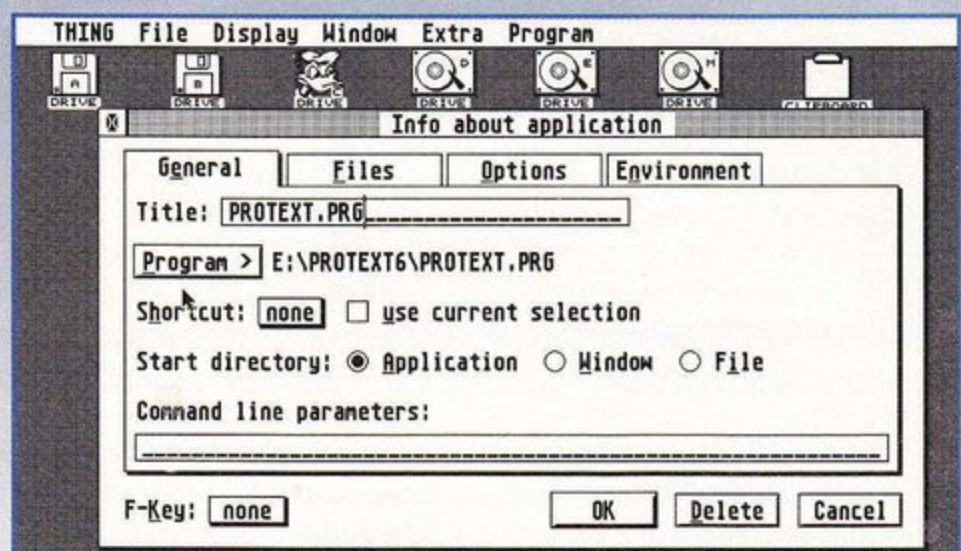 THING File Display Window Extra Program
A B C D E M
DRIVE DRIVE DRIVE DRIVE DRIVE DRIVE CLIPBOARD
Info about application
General Files Options Environment
Title: PROTEXT.PRG
Program > E:\PROTEXT6\PROTEXT.PRG
Shortcut: none use current selection
Start directory: Application Window File
Command line parameters:
F-Key: none OK Delete Cancel